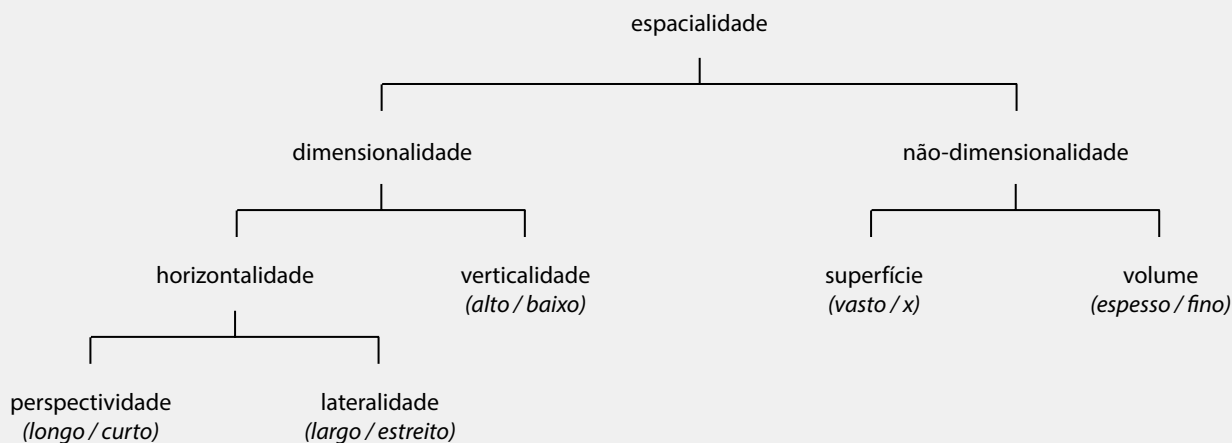 espacialidade
dimensionalidade
não-dimensionalidade
horizontalidade
verticalidade
(alto / baixo)
superfície
(vasto / x)
volume
(espesso / fino)
perspectividade
(longo / curto)
lateralidade
(largo / estreito)